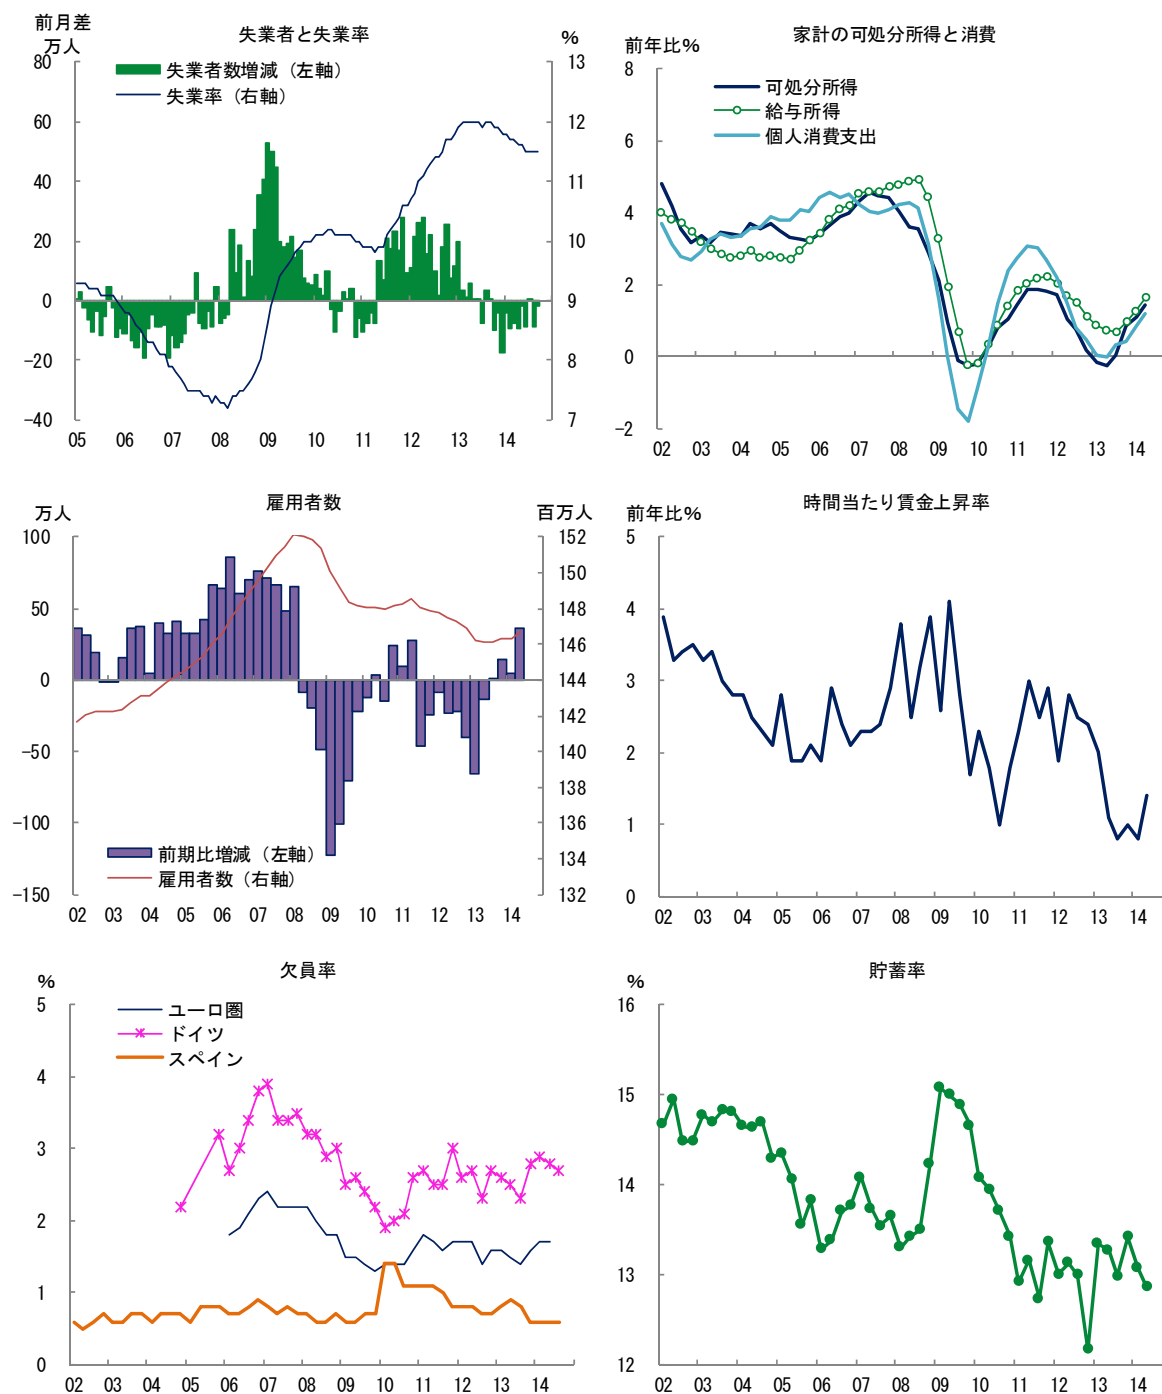 失業者と失業率
前月差
万人
%
失業者数増減（左軸）
失業率（右軸）
80
60
40
20
0
-20
-40
13
12
11
10
9
8
7
05 06 07 08 09 10 11 12 13 14
家計の可処分所得と消費
前年比%
可処分所得
給与所得
個人消費支出
8
6
4
2
0
-2
02 03 04 05 06 07 08 09 10 11 12 13 14
雇用者数
万人
百万人
100
50
0
-50
-100
-150
152
150
148
146
144
142
140
138
136
134
132
前期比増減（左軸）
雇用者数（右軸）
02 03 04 05 06 07 08 09 10 11 12 13 14
時間当たり賃金上昇率
前年比%
5
4
3
2
1
0
02 03 04 05 06 07 08 09 10 11 12 13 14
欠員率
%
ユーロ圏
ドイツ
スペイン
5
4
3
2
1
0
02 03 04 05 06 07 08 09 10 11 12 13 14
貯蓄率
%
16
15
14
13
12
02 03 04 05 06 07 08 09 10 11 12 13 14